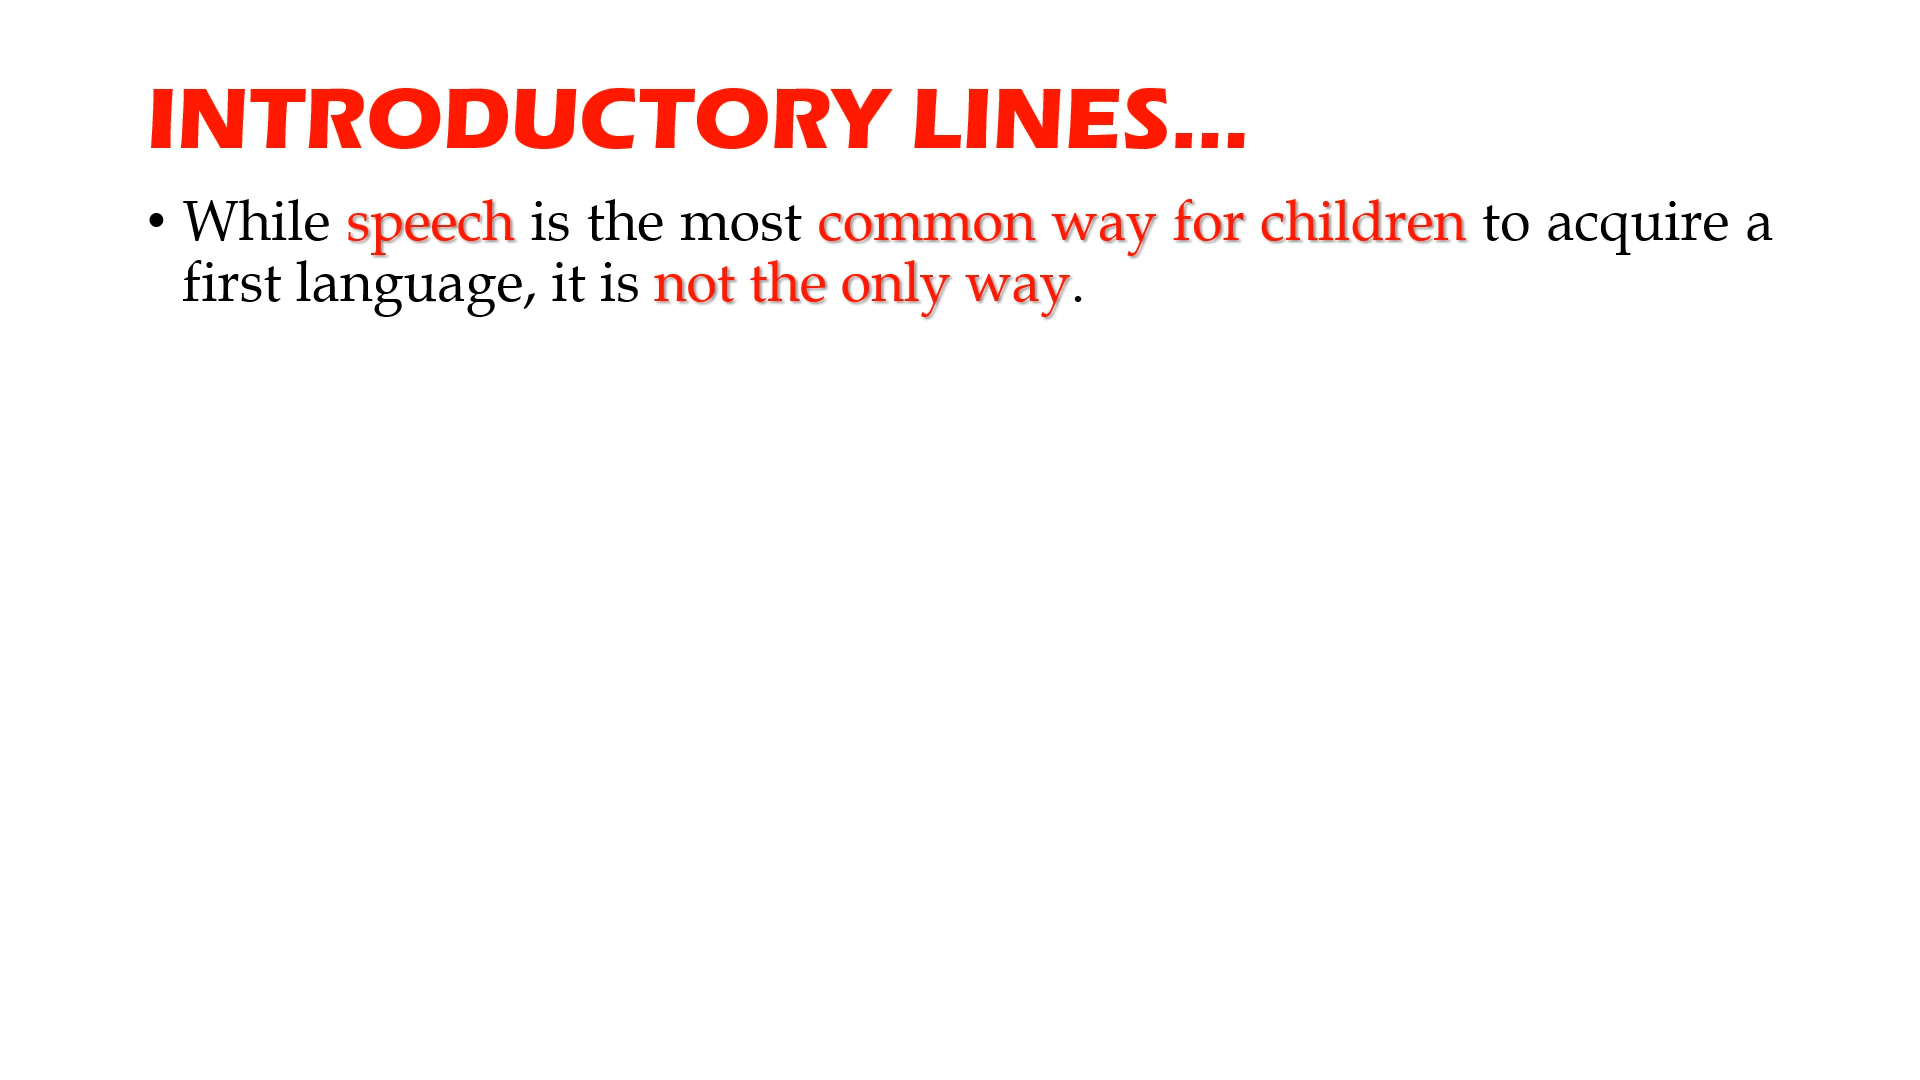 INTRODUCTORY LINES...
• While speech is the most common way for children to acquire a
first language, it is not the only way.